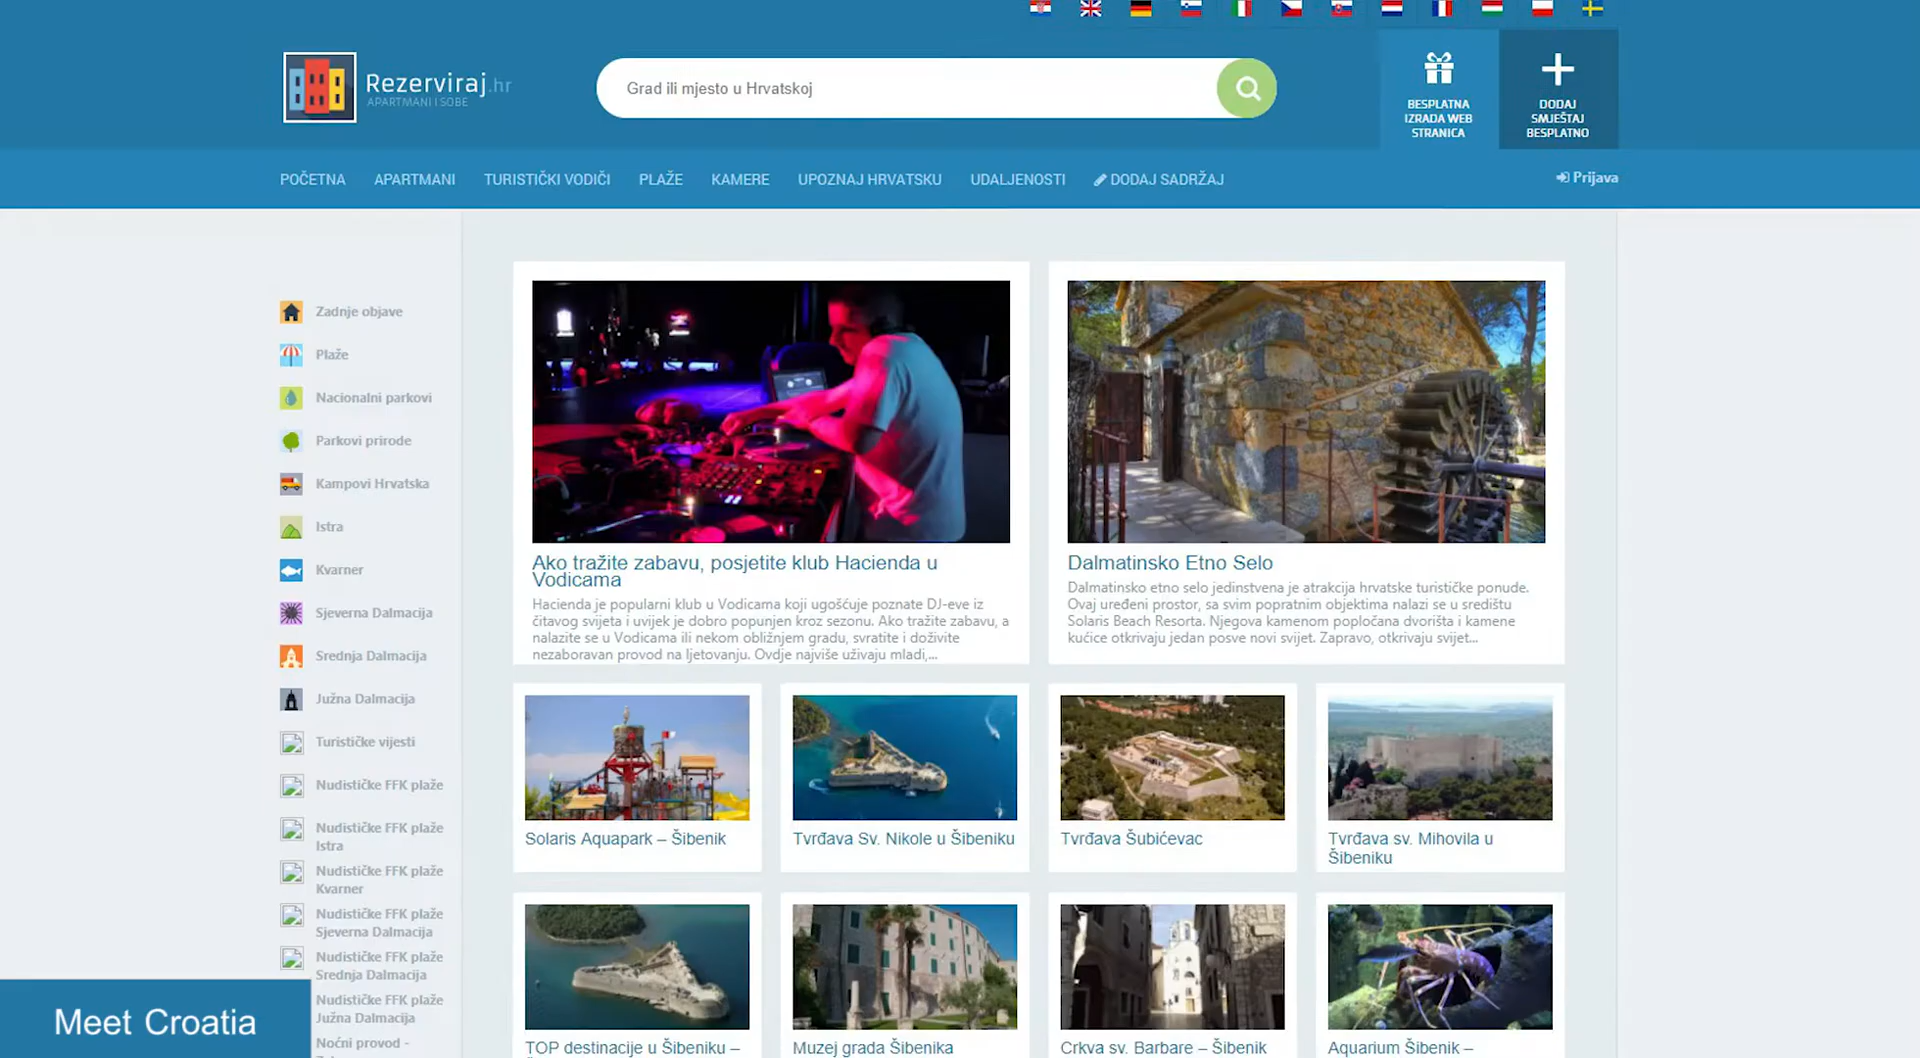 Rezerviraj.hr
APARTMANI I SOBE
Grad ili mjesto u Hrvatskoj
BESPLATNA
IZRADA WEB
STRANICA
DODAJ
SMJEŠTAJ
BESPLATNO
POČETNA
APARTMANI
TURISTIČKI VODIČI
PLAŽE
KAMERE
UPOZNAJ HRVATSKU
UDALJENOSTI
DODAJ SADRŽAJ
Prijava
Zadnje objave
Plaže
Nacionalni parkovi
Parkovi prirode
Kampovi Hrvatska
Istra
Kvarner
Sjeverna Dalmacija
Srednja Dalmacija
Južna Dalmacija
Turističke vijesti
Nudističke FFK plaže
Nudističke FFK plaže
Istra
Nudističke FFK plaže
Kvarner
Nudističke FFK plaže
Sjeverna Dalmacija
Nudističke FFK plaže
Srednja Dalmacija
Nudističke FFK plaže
Južna Dalmacija
Noćni provod -
Ako tražite zabavu, posjetite klub Hacienda u
Vodicama
Hacienda je popularni klub u Vodicama koji ugošćuje poznate DJ-eve iz
čitavog svijeta i uvijek je dobro popunjen kroz sezonu. Ako tražite zabavu, a
nalazite se u Vodicama ili nekom obližnjem gradu, svratite i doživite
nezaboravan provod na ljetovanju. Ovdje najviše uživaju mladi,...
Dalmatinsko Etno Selo
Dalmatinsko etno selo jedinstvena je atrakcija hrvatske turističke ponude.
Ovaj uređeni prostor, sa svim popratnim objektima nalazi se u središtu
Solaris Beach Resorta. Njegova kamenom popločana dvorišta i kamene
kućice otkrivaju jedan posve novi svijet. Zapravo, otkrivaju svijet...
Solaris Aquapark – Šibenik
Tvrđava Sv. Nikole u Šibeniku
Tvrđava Šubićevac
Tvrđava sv. Mihovila u
Šibeniku
TOP destinacije u Šibeniku –
Muzej grada Šibenika
Crkva sv. Barbare – Šibenik
Aquarium Šibenik –
Meet Croatia